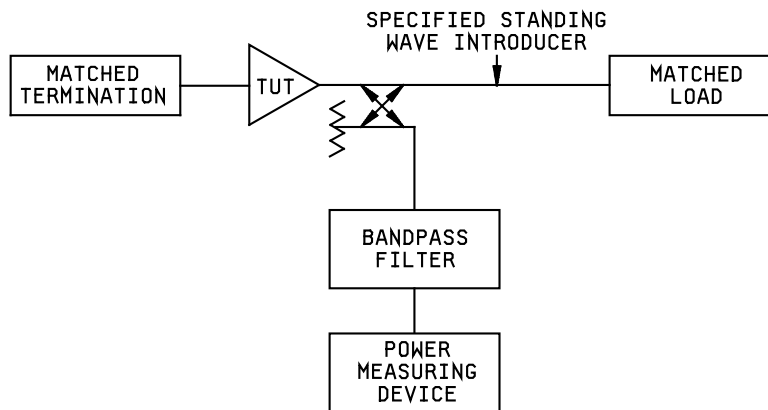 SPECIFIED STANDING
WAVE INTRODUCER
MATCHED
TERMINATION
TUT
MATCHED
LOAD
BANDPASS
FILTER
POWER
MEASURING
DEVICE